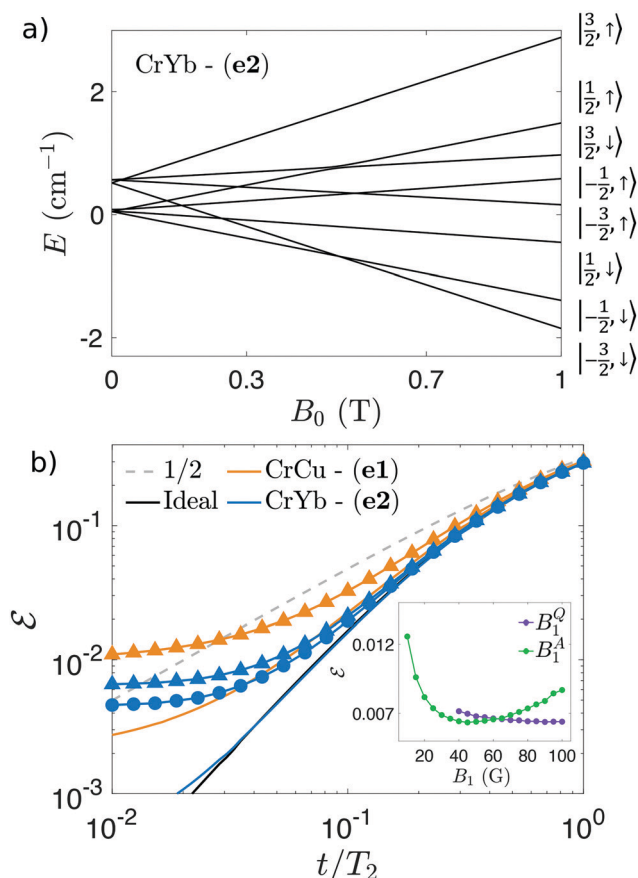 a)
CrYb - (e2)
E (cm⁻¹)
2
0
-2
0
0.3
0.7
1
B₀ (T)
|3/2, ↑⟩
|1/2, ↑⟩
|3/2, ↓⟩
|-1/2, ↑⟩
|-3/2, ↑⟩
|1/2, ↓⟩
|-1/2, ↓⟩
|-3/2, ↓⟩
b)
1/2
CrCu - (e1)
Ideal
CrYb - (e2)
ℰ
10⁻¹
10⁻²
10⁻³
10⁻²
10⁻¹
10⁰
t/T₂
ℰ
0.012
0.007
B₁^Q
B₁^A
20
40
60
80
100
B₁ (G)